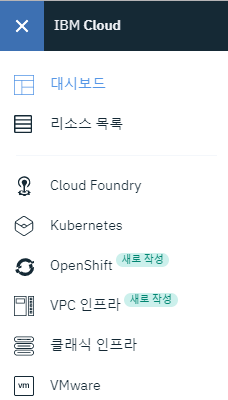 IBM Cloud
대시보드
리소스 목록
Cloud Foundry
Kubernetes
OpenShift 새로 작성
VPC 인프라 새로 작성
클래식 인프라
vm VMware